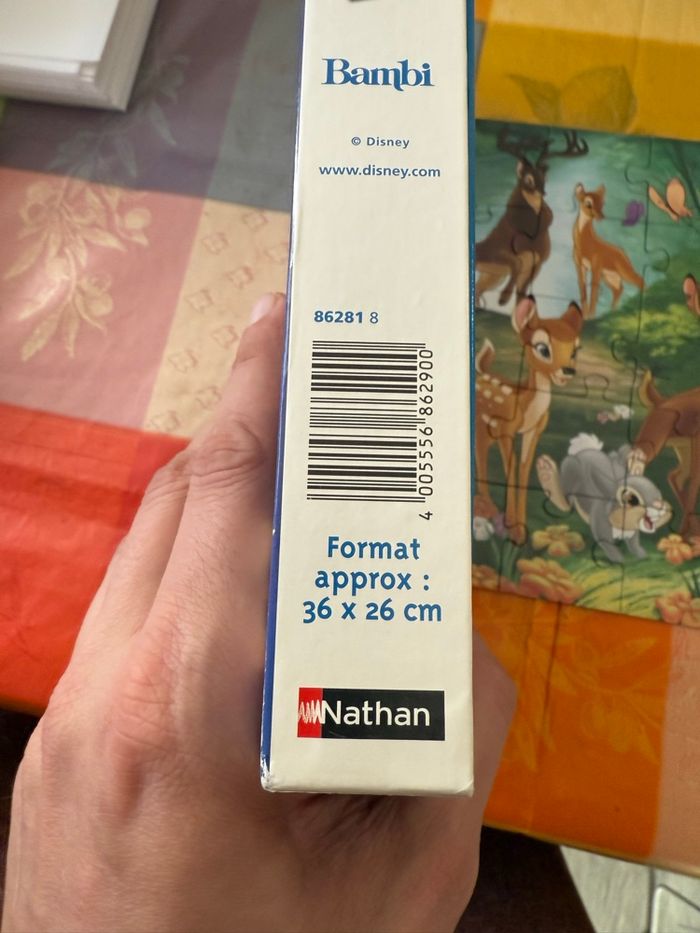 Bambi
© Disney
www.disney.com
86281 8
4 005556 862900
Format
approx :
36 x 26 cm
Nathan